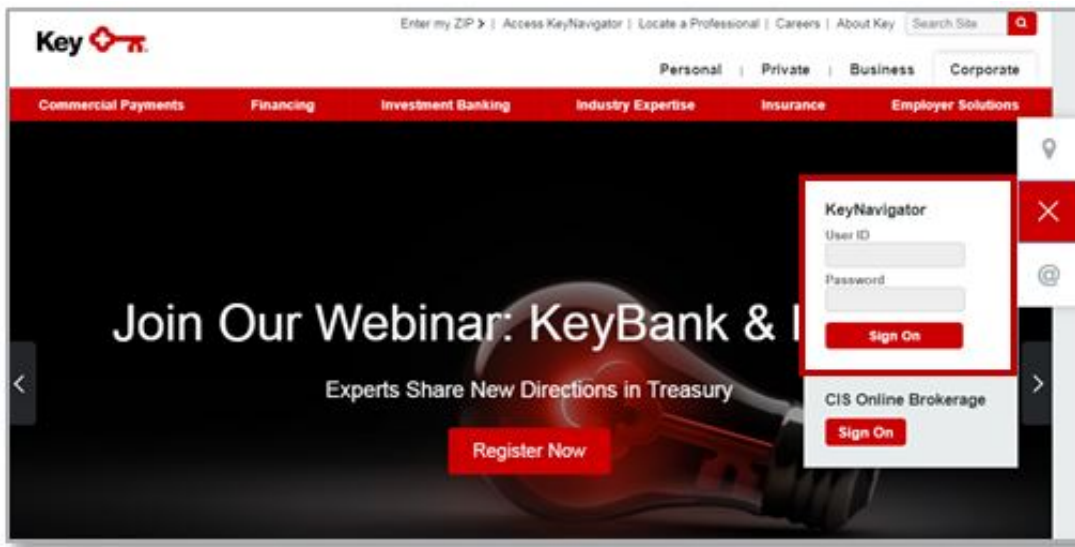 Enter my ZIP > | Access KeyNavigator | Locate a Professional | Careers | About Key Search Site
Key
Personal | Private | Business Corporate
Commercial Payments Financing Investment Banking Industry Expertise Insurance Employer Solutions
KeyNavigator
User ID
Password
Sign On
Join Our Webinar: KeyBank &
Experts Share New Directions in Treasury
Register Now
CIS Online Brokerage
Sign On
@